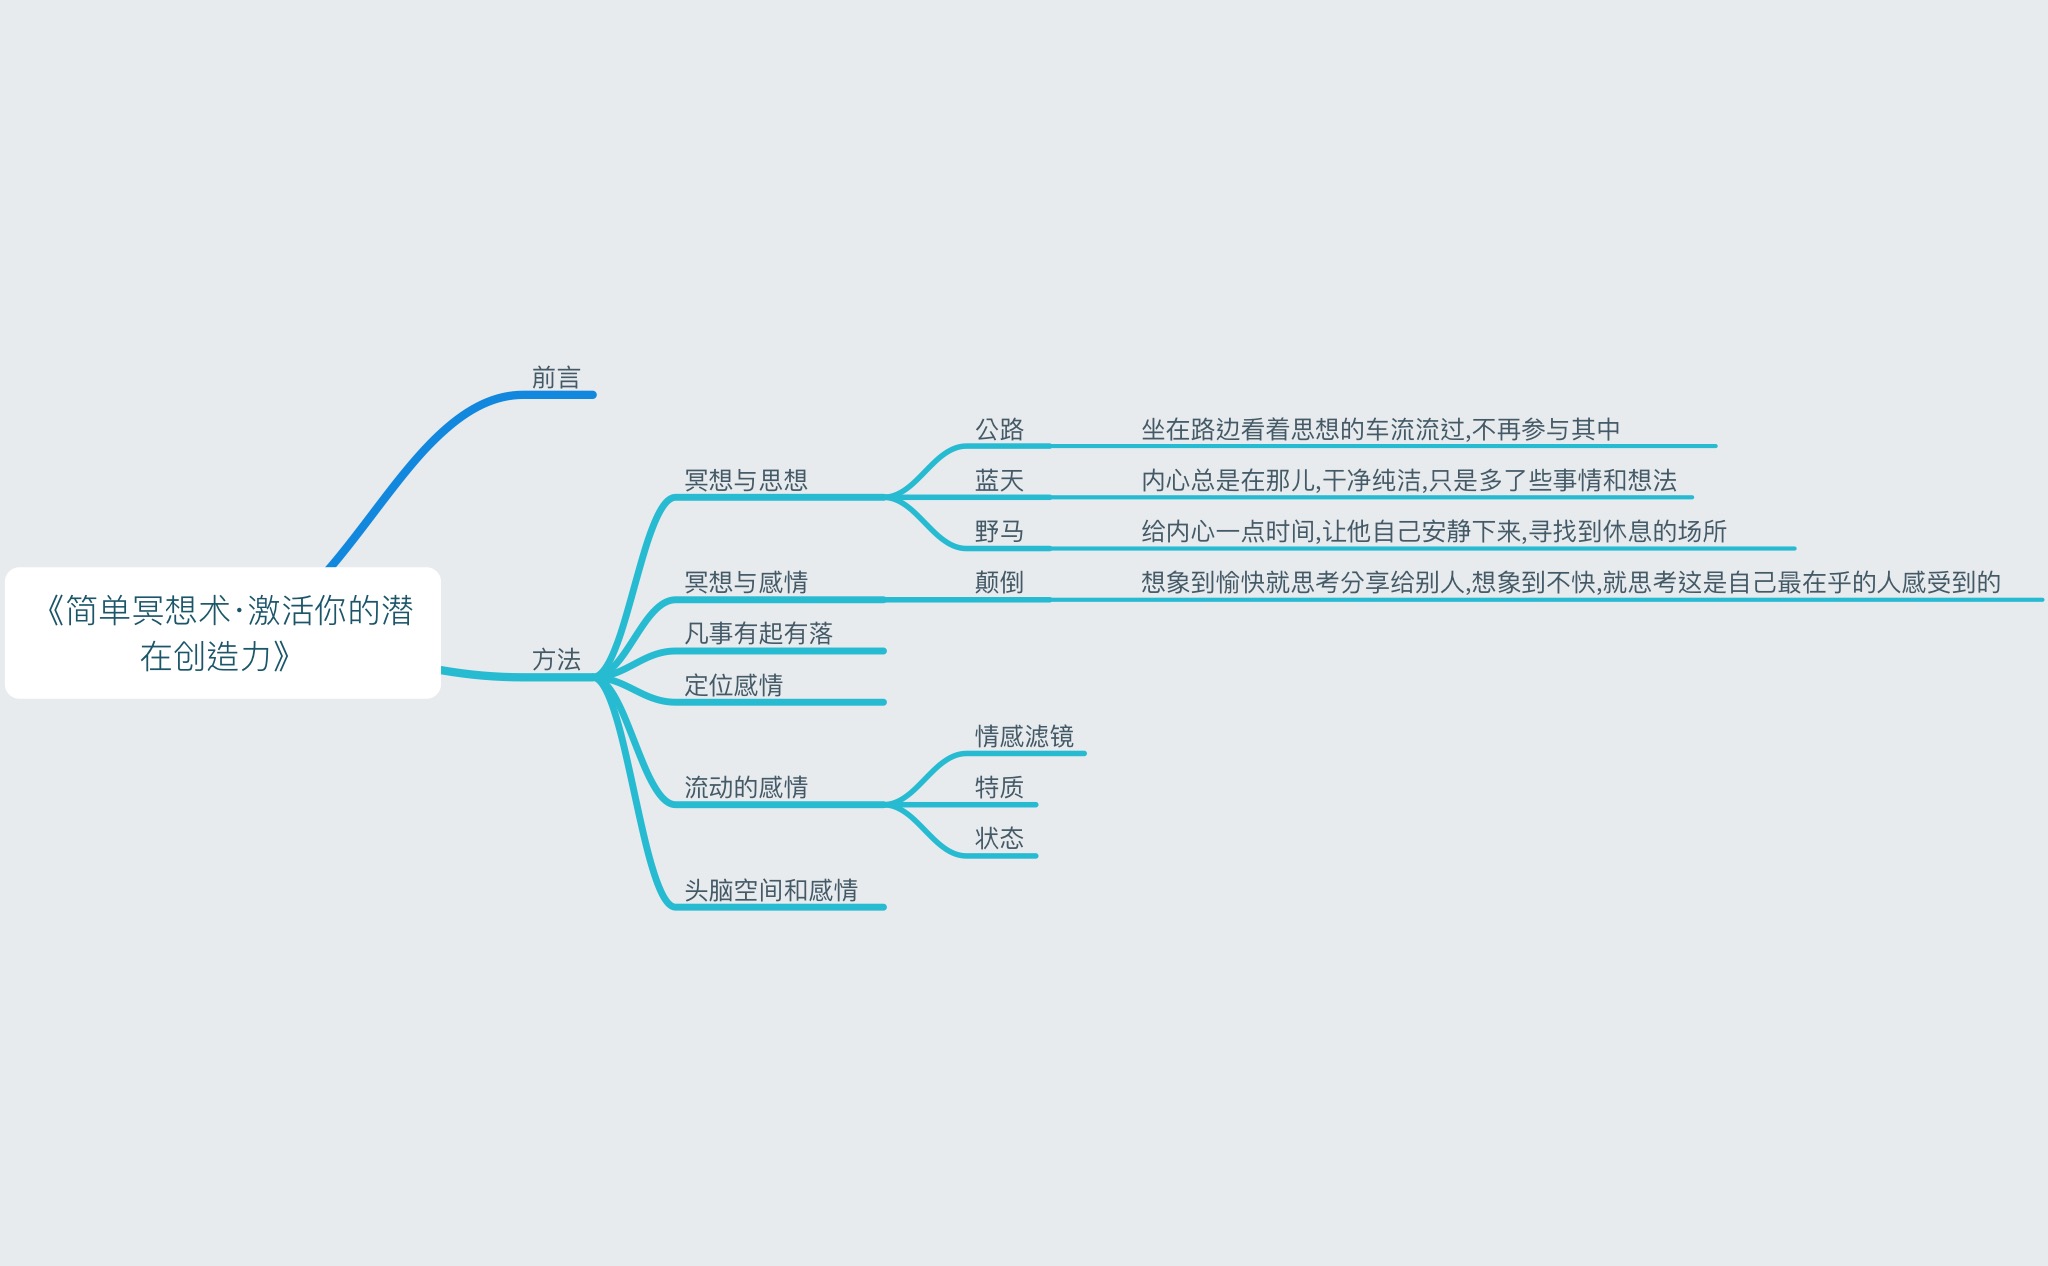 《简单冥想术·激活你的潜
在创造力》
前言
方法
冥想与思想
公路
坐在路边看着思想的车流流过,不再参与其中
蓝天
内心总是在那儿,干净纯洁,只是多了些事情和想法
野马
给内心一点时间,让他自己安静下来,寻找到休息的场所
冥想与感情
颠倒
想象到愉快就思考分享给别人,想象到不快,就思考这是自己最在乎的人感受到的
凡事有起有落
定位感情
流动的感情
情感滤镜
特质
状态
头脑空间和感情